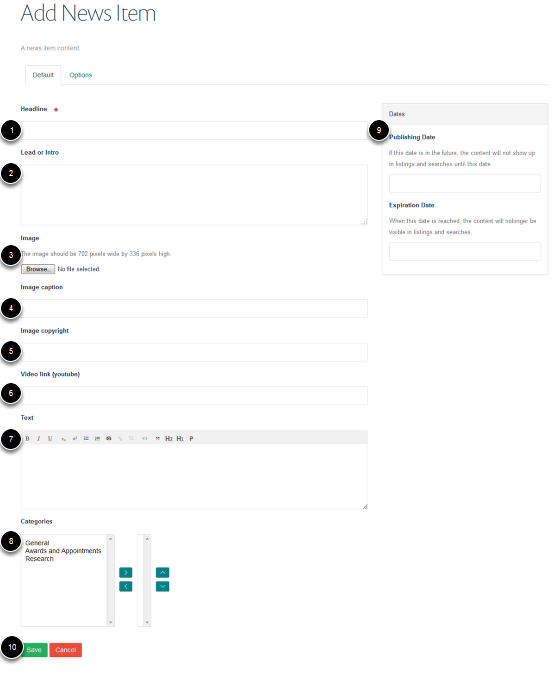 Add News Item
A news item content
Default Options
Headline
1
Lead or Intro
2
Image
3 The image should be 702 pixels wide by 336 pixels high.
Browse.. No file selected.
Image caption
4
Image copyright
5
Video link (youtube)
6
Text
7 B I U H2 H1 P
Categories
8
General
Awards and Appointments
Research
10 Save Cancel
Dates
9
Publishing Date
If this date is in the future, the content will not show up
in listings and searches until this date
Expiration Date
When this date is reached, the content will nolonger be
visible in listings and searches.